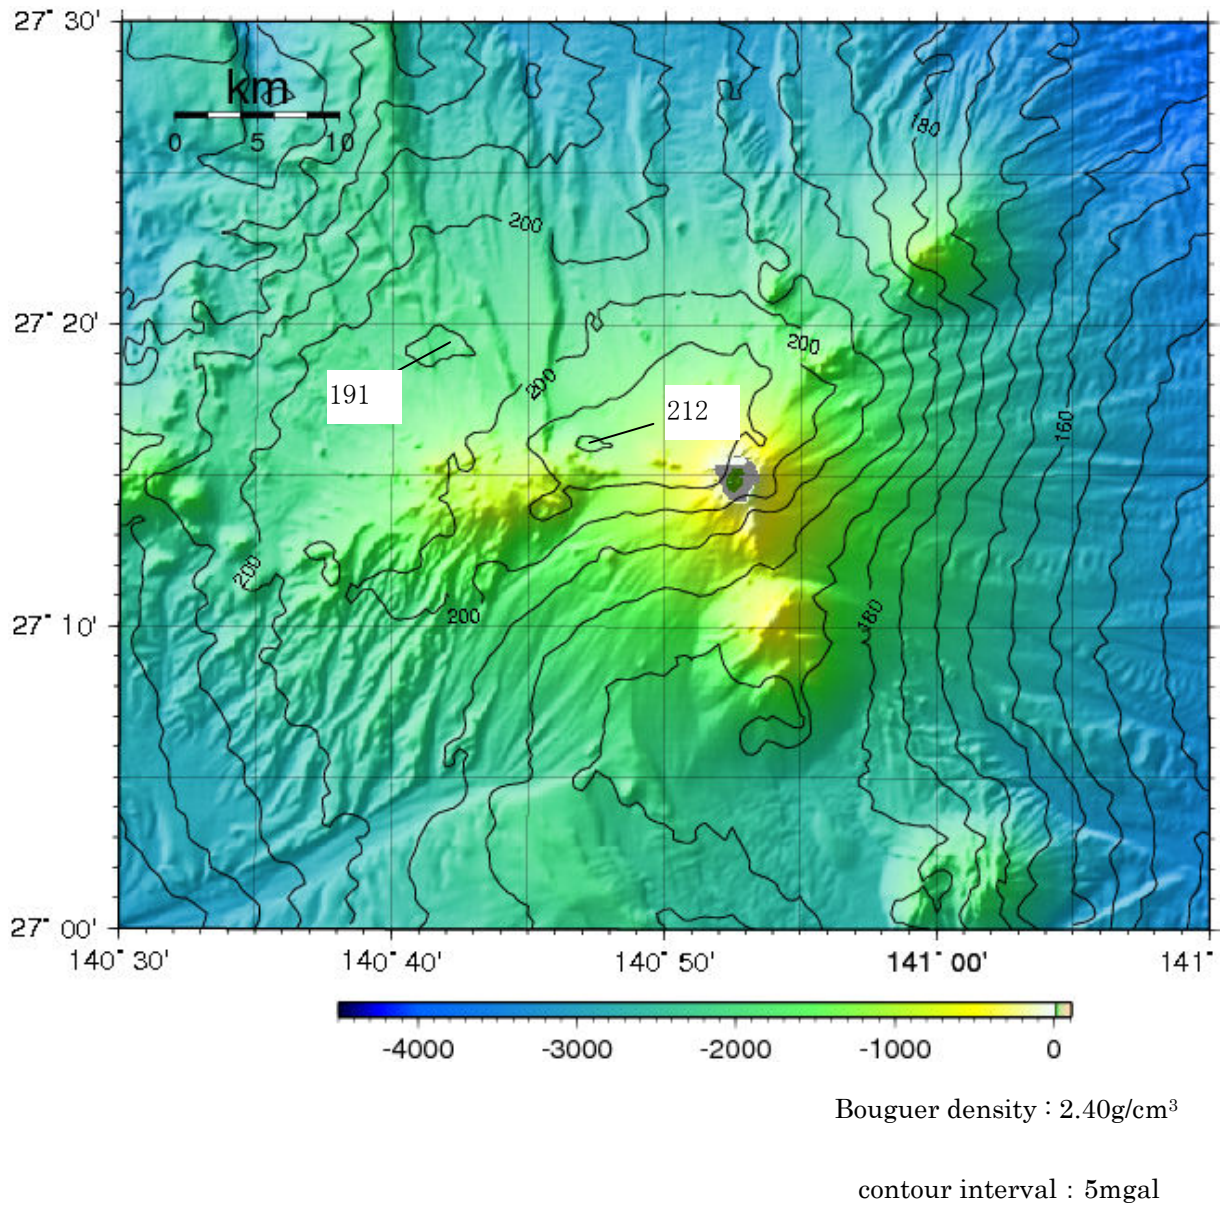 27° 30'
km
0 5 10
180
200
27° 20'
200
191
200
212
160
200
200
180
27° 10'
27° 00'
140° 30' 140° 40' 140° 50' 141° 00' 141°
-4000 -3000 -2000 -1000 0
Bouguer density : 2.40g/cm³
contour interval : 5mgal